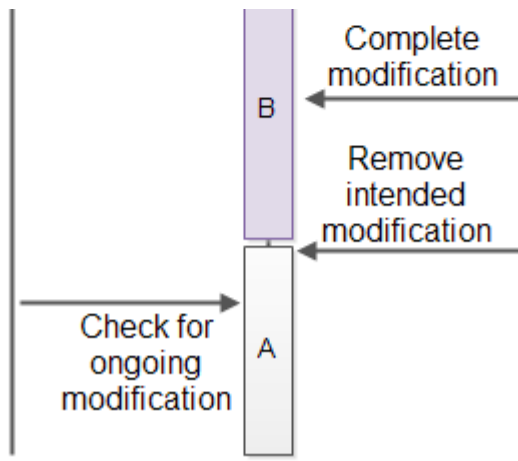 Complete
modification
B
Remove
intended
modification
Check for
ongoing
modification
A